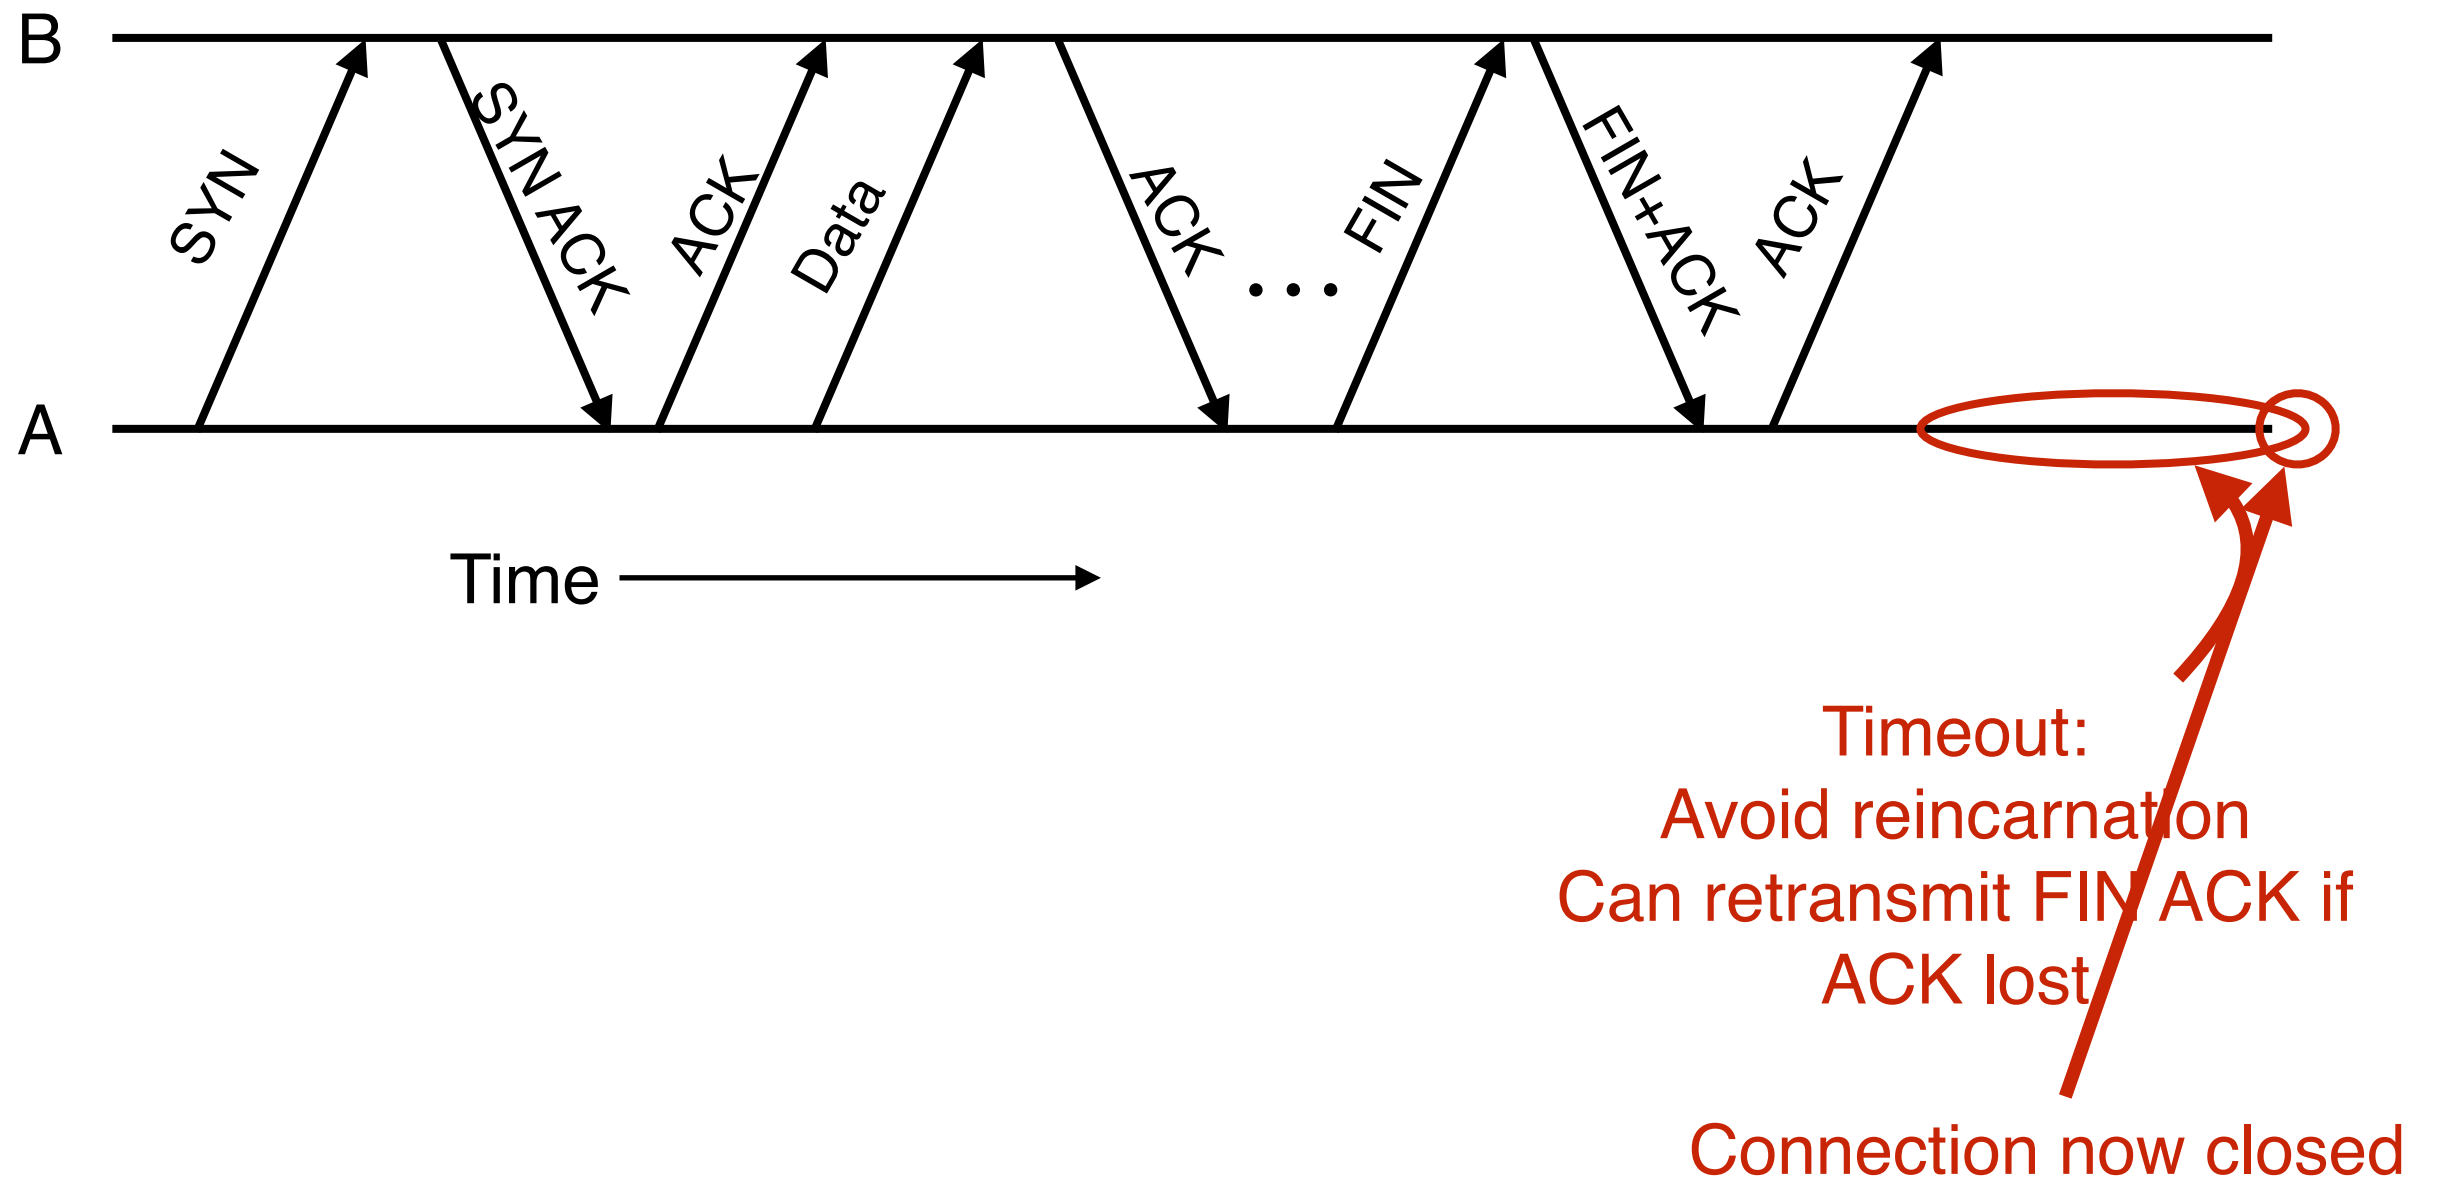 B
SYN
SYN ACK
ACK
Data
ACK
. . .
FIN
FIN+ACK
ACK
A
Time
Timeout:
Avoid reincarnation
Can retransmit FIN ACK if
ACK lost
Connection now closed